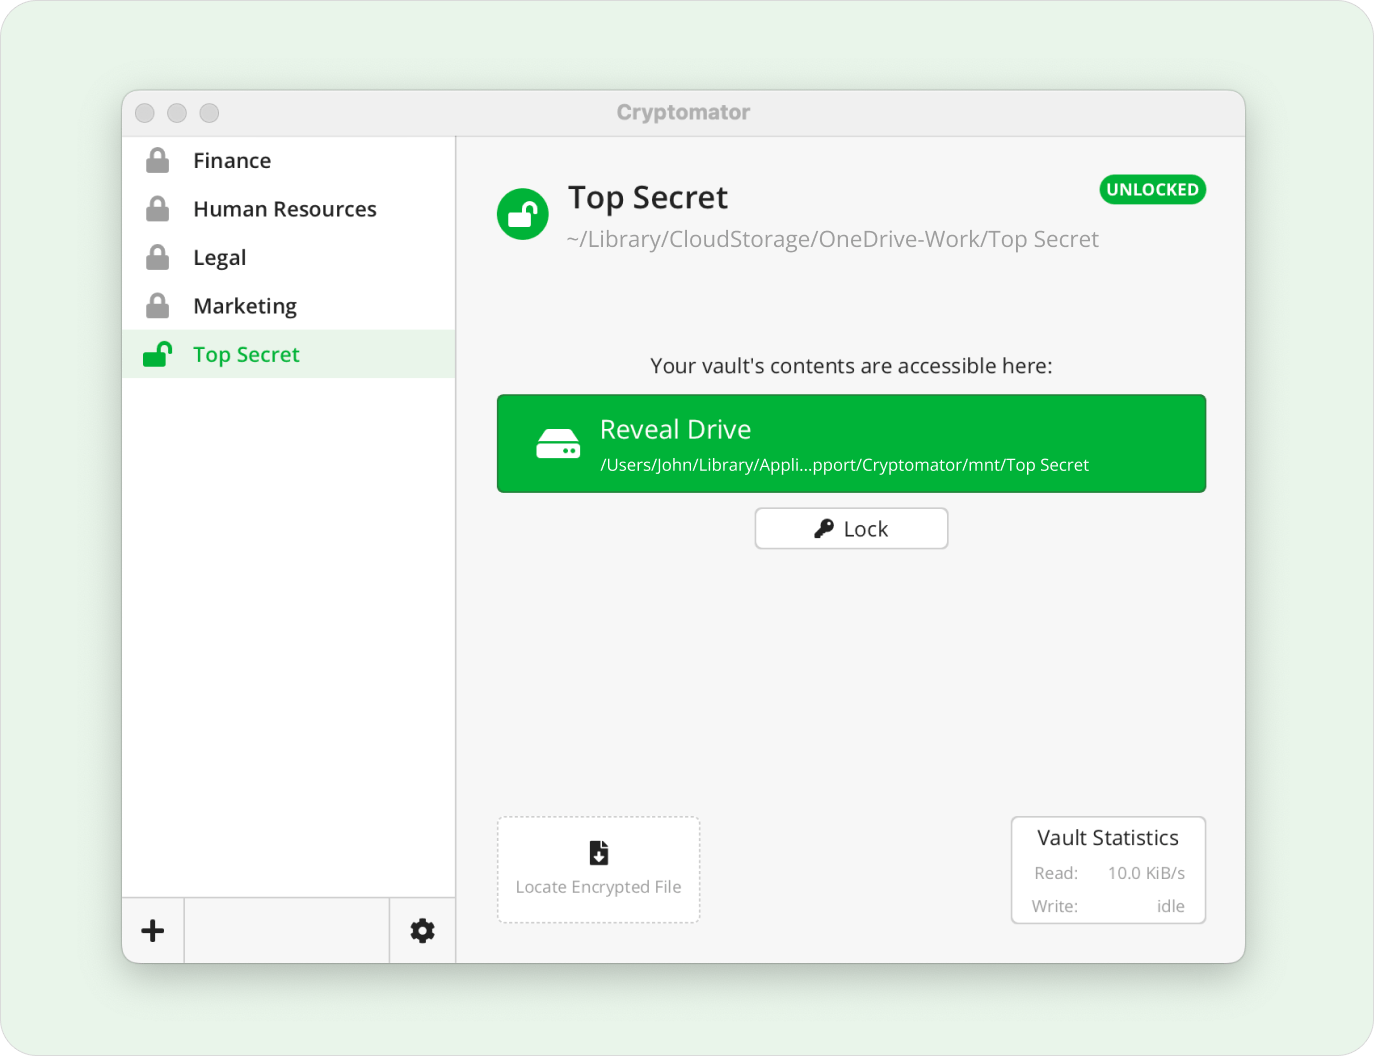 Cryptomator
Finance
Human Resources
Legal
Marketing
Top Secret
Top Secret
UNLOCKED
~/Library/CloudStorage/OneDrive-Work/Top Secret
Your vault's contents are accessible here:
Reveal Drive
/Users/John/Library/Appli...pport/Cryptomator/mnt/Top Secret
Lock
Locate Encrypted File
Vault Statistics
Read: 10.0 KiB/s
Write: idle